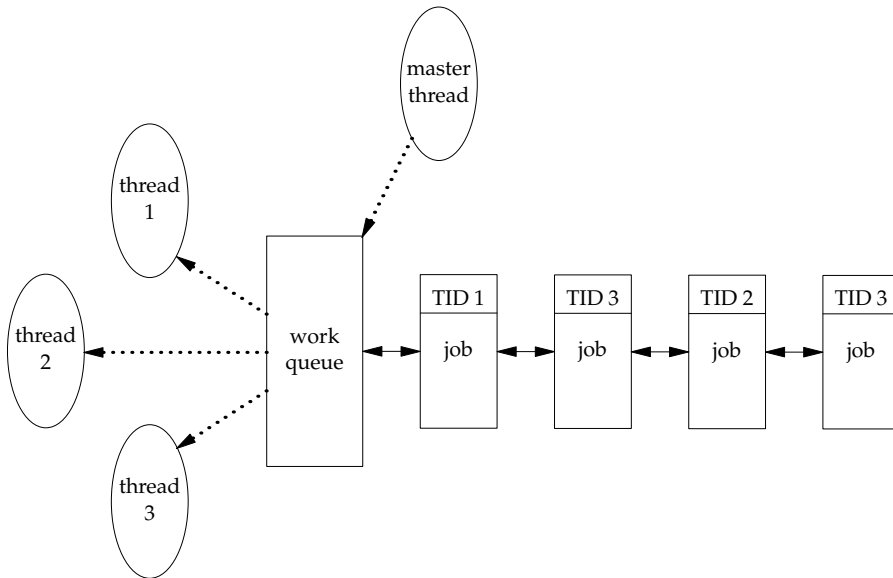 master
thread
thread
1
thread
2
thread
3
work
queue
TID 1
job
TID 3
job
TID 2
job
TID 3
job